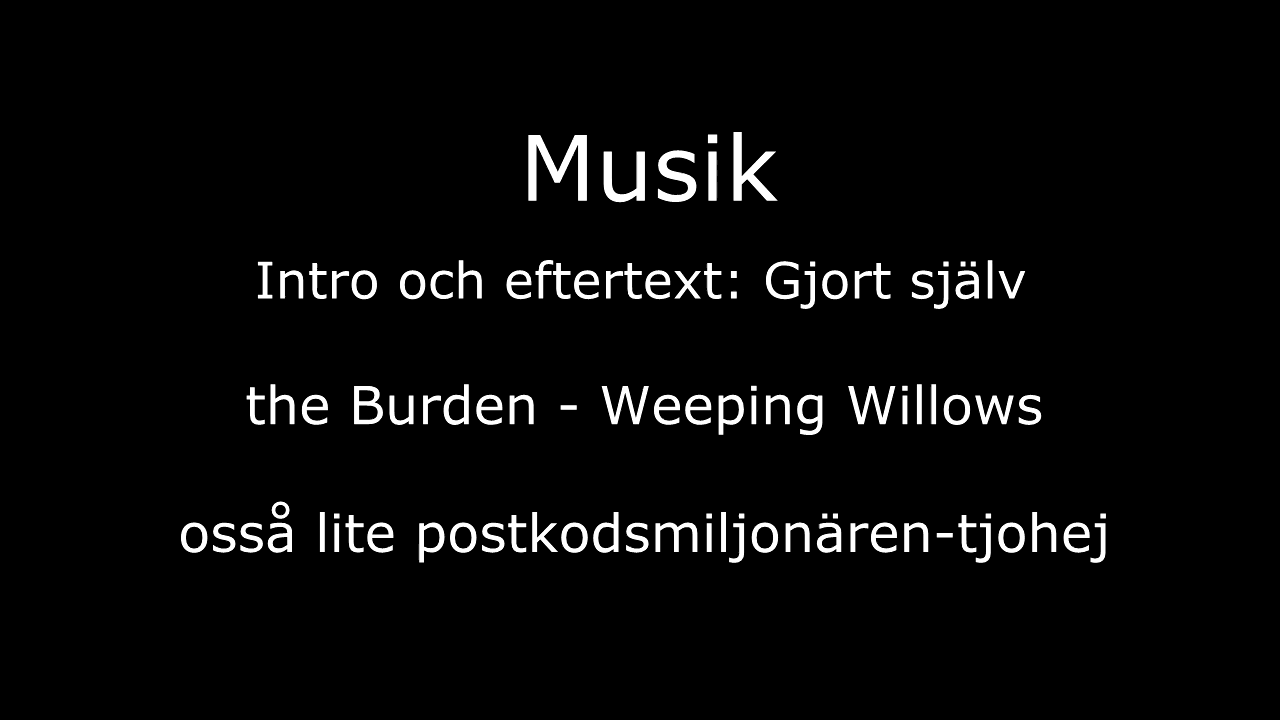 Musik
Intro och eftertext: Gjort själv
the Burden - Weeping Willows
osså lite postkodsmiljonären-tjohej